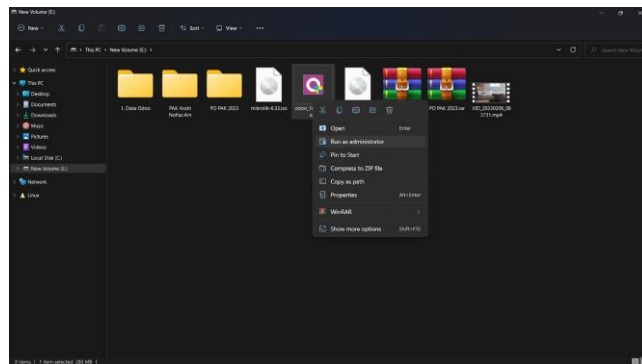 New Volume (E:)
New
Sort
View
This PC > New Volume (E:) >
Search New Volume
Quick access
This PC
Desktop
Documents
Downloads
Music
Pictures
Videos
Local Disk (C:)
New Volume (E:)
Network
Linux
1. Data Odoo
PAK Andri
PO PAK 2023
mikrotik-6.33.iso
PO PAK 2023.rar
Open Enter
Run as administrator
Pin to Start
Compress to ZIP file
Copy as path
Properties Alt+Enter
WinRAR
Show more options Shift+F10
9 items
1 item selected 283 MB